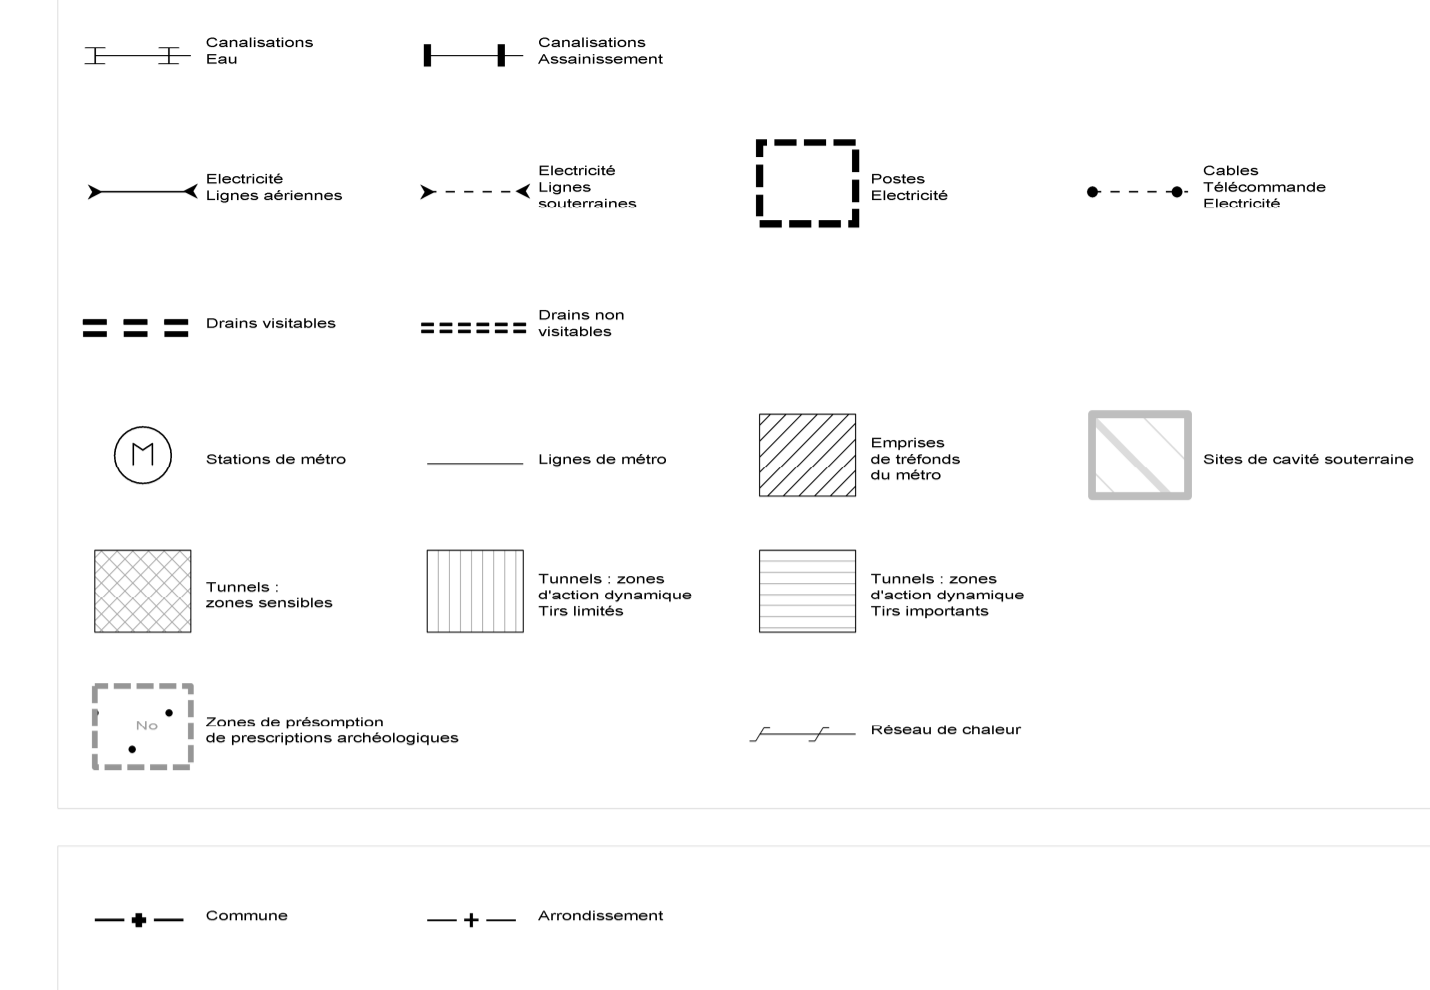 Canalisations
Eau
Canalisations
Assainissement
Electricité
Lignes aériennes
Electricité
Lignes
souterraines
Postes
Electricité
Cables
Télécommande
Electricité
Drains visitables
Drains non
visitables
M
Stations de métro
Lignes de métro
Emprises
de tréfonds
du métro
Sites de cavité souterraine
Tunnels :
zones sensibles
Tunnels : zones
d'action dynamique
Tirs limités
Tunnels : zones
d'action dynamique
Tirs importants
No
Zones de présomption
de prescriptions archéologiques
Réseau de chaleur
Commune
Arrondissement